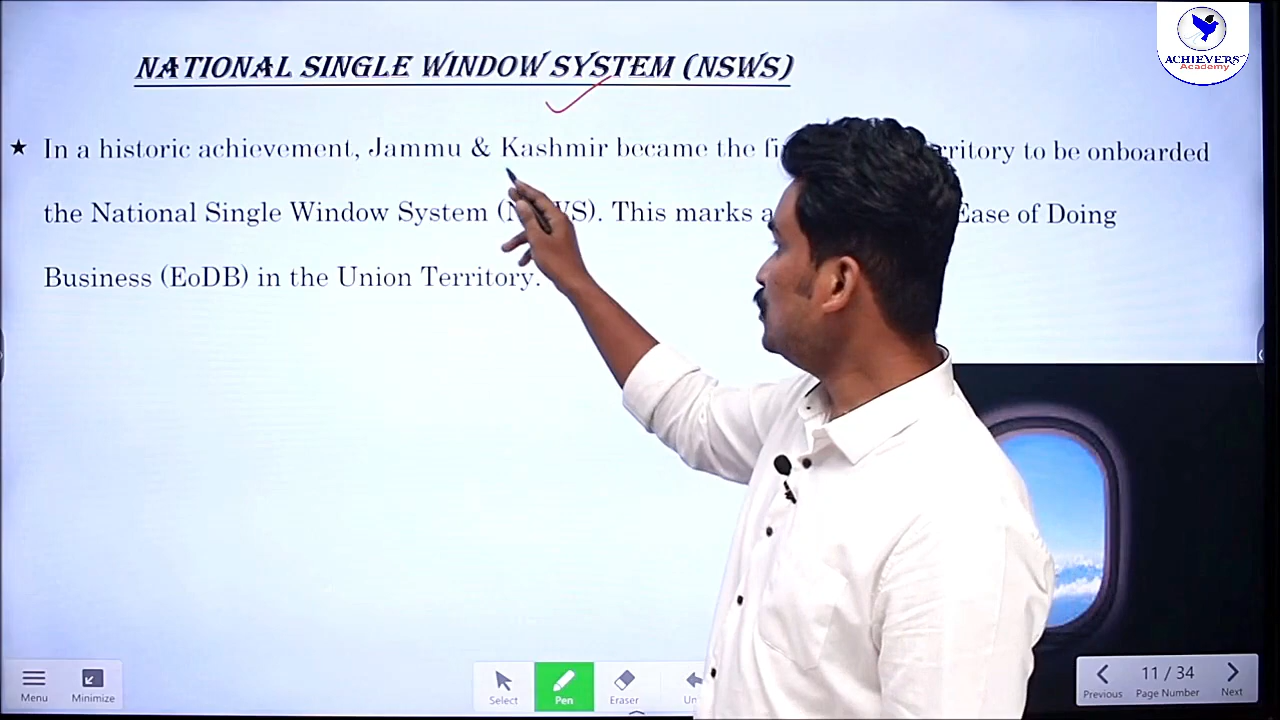 NATIONAL SINGLE WINDOW SYSTEM (NSWS)
ACHIEVERS
Academy
★ In a historic achievement, Jammu & Kashmir became the to be onboarded
the National Single Window System This marks Ease of Doing
Business (EoDB) in the Union Territory.
Menu
Minimize
Select
Pen
Eraser
11 / 34
Previous
Page Number
Next